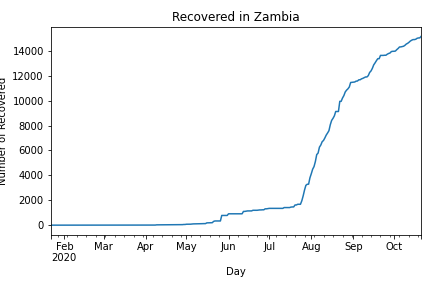 Recovered in Zambia
14000
12000
10000
8000
6000
4000
2000
0
Number of Recovered
Feb Mar Apr May Jun Jul Aug Sep Oct
2020
Day